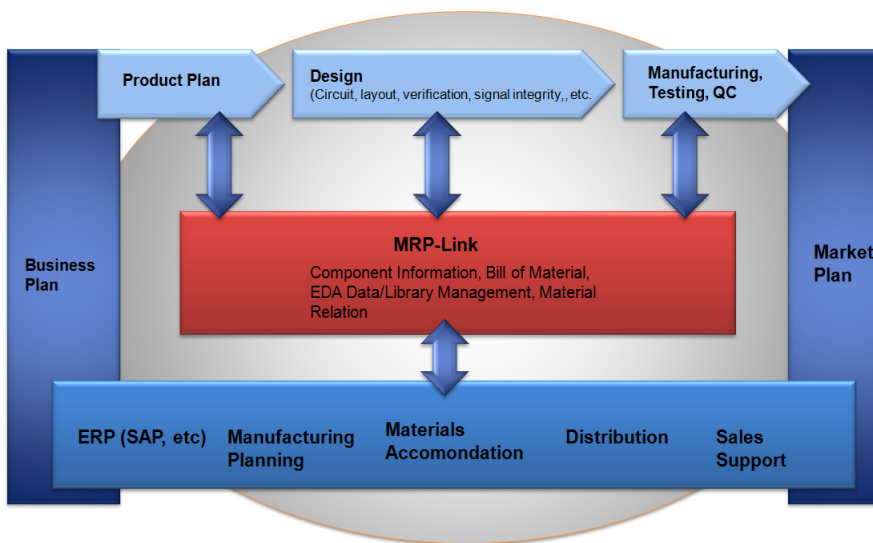 Product Plan
Design
(Circuit, layout, verification, signal integrity,, etc.
Manufacturing,
Testing, QC
Business
Plan
MRP-Link
Component Information, Bill of Material,
EDA Data/Library Management, Material
Relation
Market
Plan
ERP (SAP, etc)
Manufacturing
Planning
Materials
Accomondation
Distribution
Sales
Support